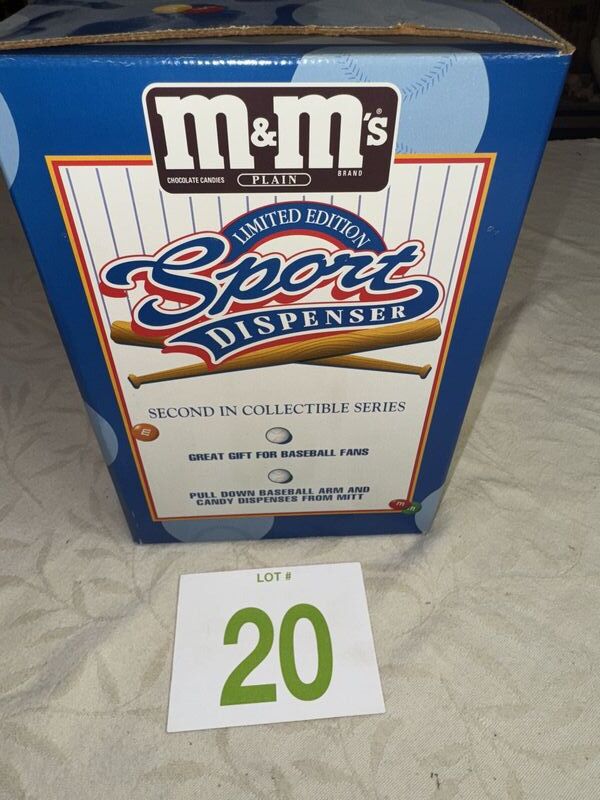 m&m's®
CHOCOLATE CANDIES PLAIN BRAND
LIMITED EDITION
Sport
DISPENSER
SECOND IN COLLECTIBLE SERIES
GREAT GIFT FOR BASEBALL FANS
PULL DOWN BASEBALL ARM AND
CANDY DISPENSES FROM MITT
m
m
m
LOT #
20